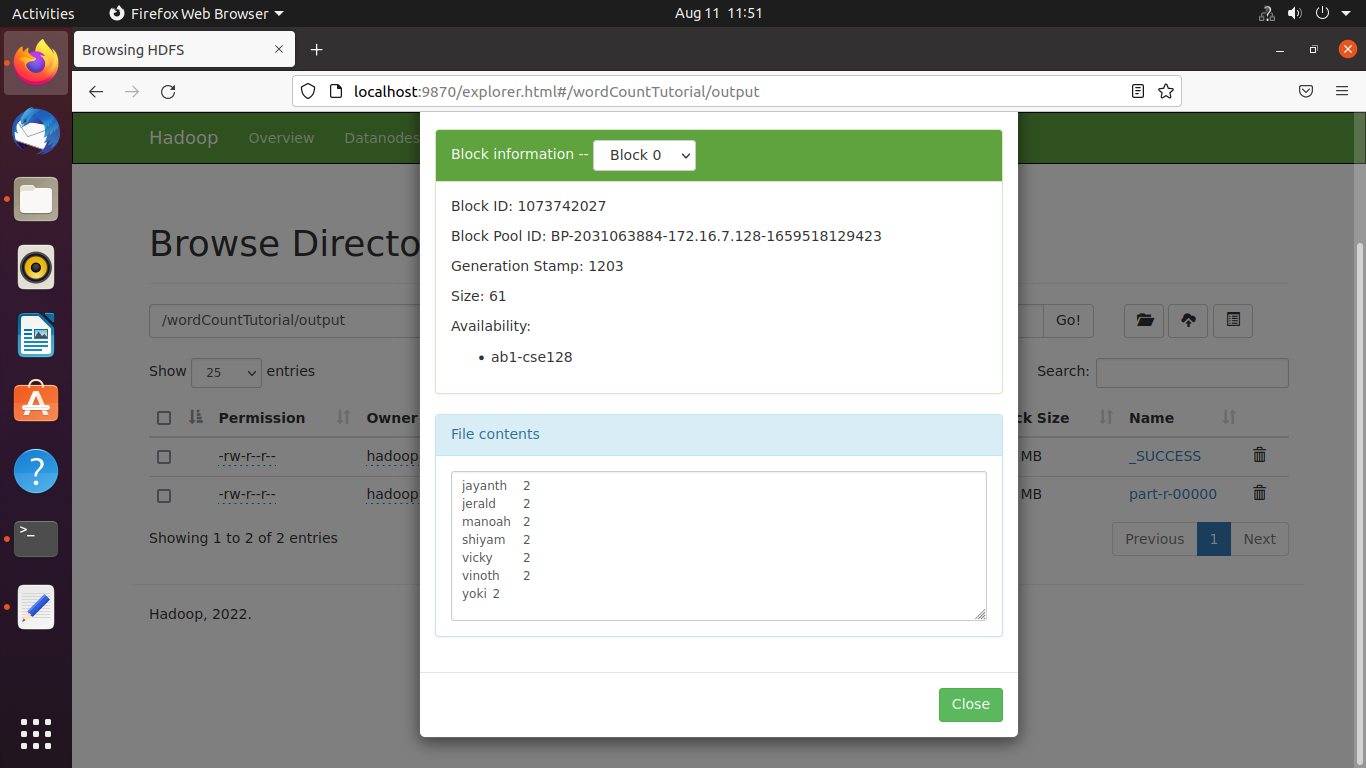 Activities Firefox Web Browser Aug 11 11:51
Browsing HDFS
localhost:9870/explorer.html#/wordCountTutorial/output
Hadoop Overview Datanodes
Block information -- Block 0
Block ID: 1073742027
Block Pool ID: BP-2031063884-172.16.7.128-1659518129423
Generation Stamp: 1203
Size: 61
Availability:
• ab1-cse128
File contents
jayanth 2
jerald 2
manoah 2
shiyam 2
vicky 2
vinoth 2
yoki 2
Close
Browse Directo
/wordCountTutorial/output Go!
Show 25 entries Search:
Permission Owner ck Size Name
-rw-r--r-- hadoop MB _SUCCESS
-rw-r--r-- hadoop MB part-r-00000
Showing 1 to 2 of 2 entries Previous 1 Next
Hadoop, 2022.